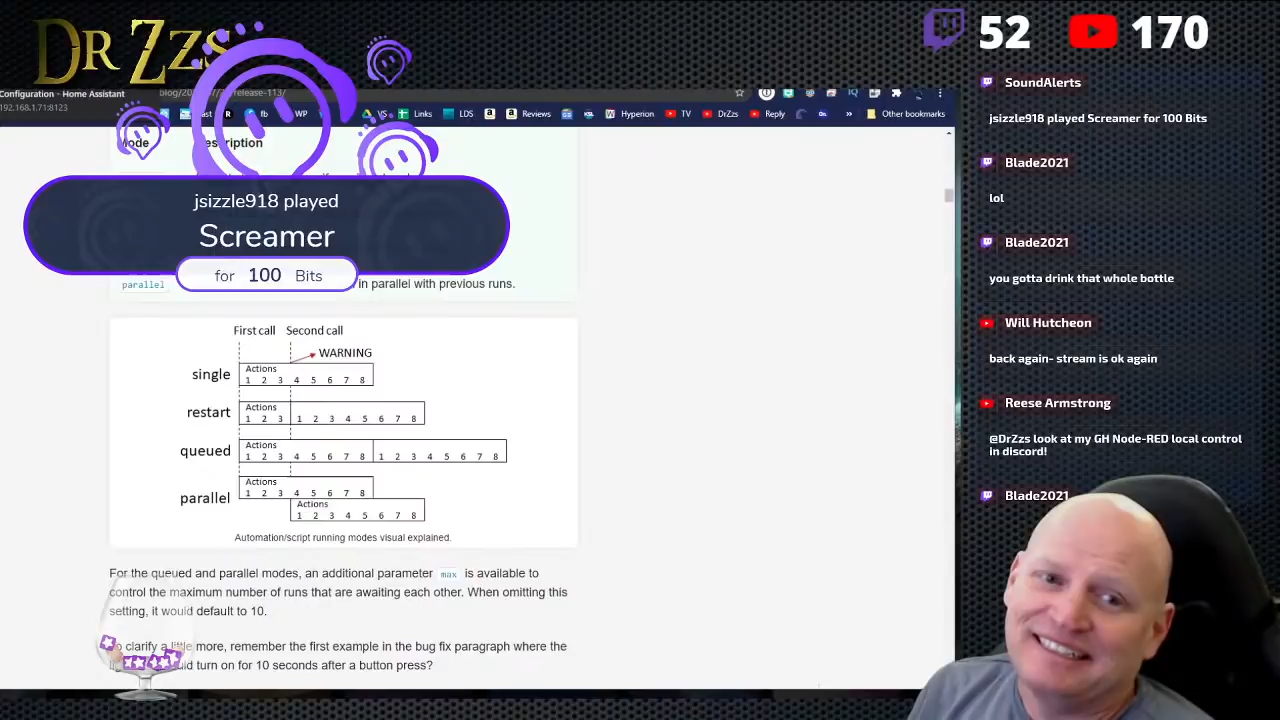 DR ZZS
52
170
Configuration - Home Assistant
release-113/
192.168.1.71:8123
fb
WP
VS
Links
LDS
Reviews
Hyperion
TV
DrZzs
Reply
»
Other bookmarks
jsizzle918 played
Screamer
for 100 Bits
parallel
in parallel with previous runs.
First call
Second call
WARNING
single
Actions
1 2 3 4 5 6 7 8
restart
Actions
1 2 3 1 2 3 4 5 6 7 8
queued
Actions
1 2 3 4 5 6 7 8 1 2 3 4 5 6 7 8
parallel
Actions
1 2 3 4 5 6 7 8
Actions
1 2 3 4 5 6 7 8
Automation/script running modes visual explained.
For the queued and parallel modes, an additional parameter max is available to
control the maximum number of runs that are awaiting each other. When omitting this
setting, it would default to 10.
clarify a little more, remember the first example in the bug fix paragraph where the
turn on for 10 seconds after a button press?
SoundAlerts
jsizzle918 played Screamer for 100 Bits
Blade2021
lol
Blade2021
you gotta drink that whole bottle
Will Hutcheon
back again- stream is ok again
Reese Armstrong
@DrZzs look at my GH Node-RED local control
in discord!
Blade2021